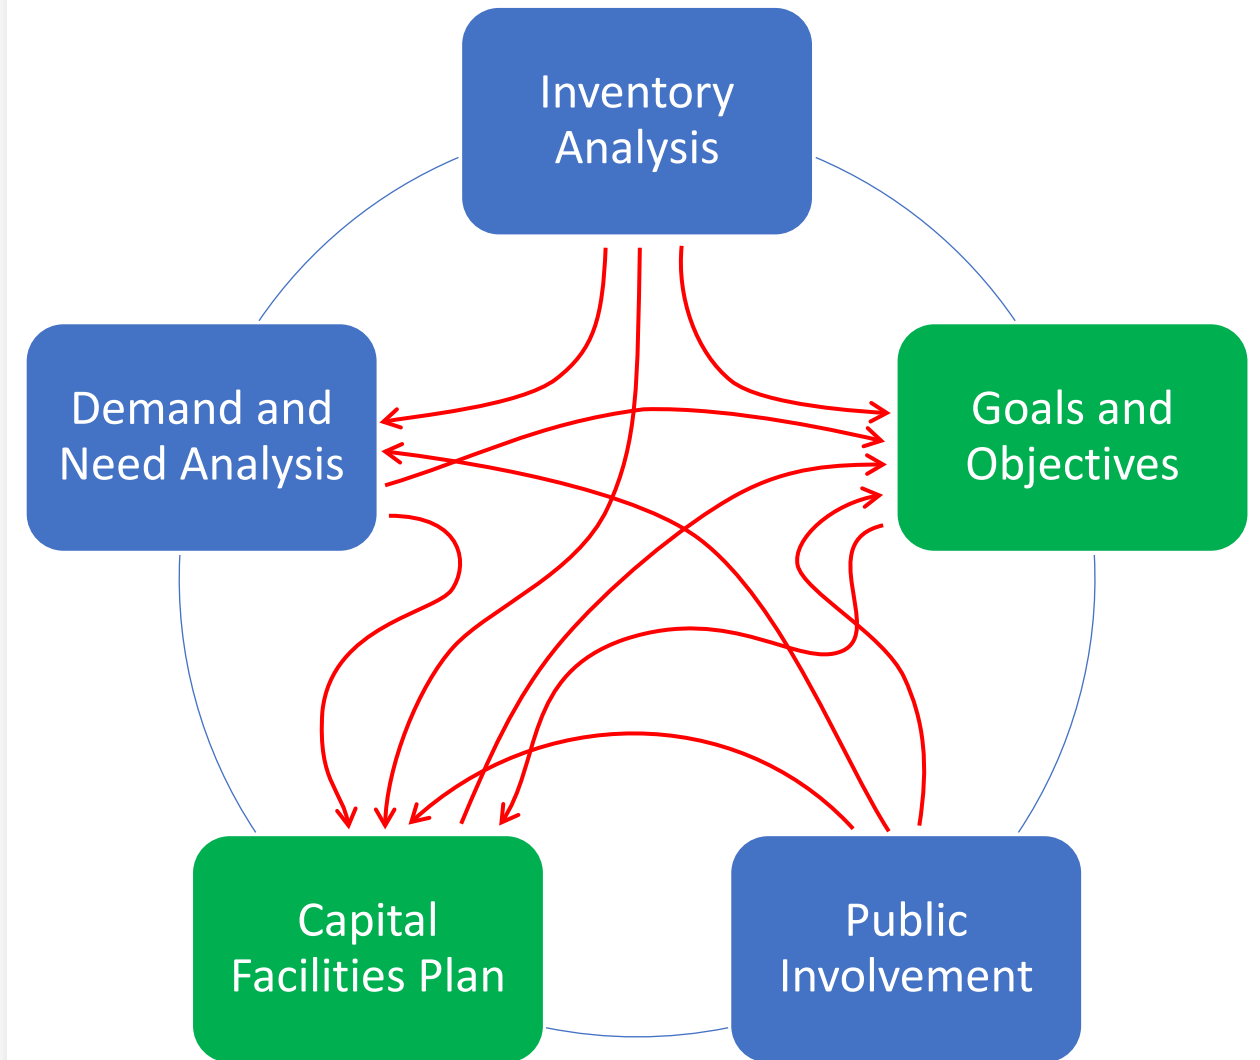 Inventory
Analysis
Demand and
Need Analysis
Goals and
Objectives
Capital
Facilities Plan
Public
Involvement